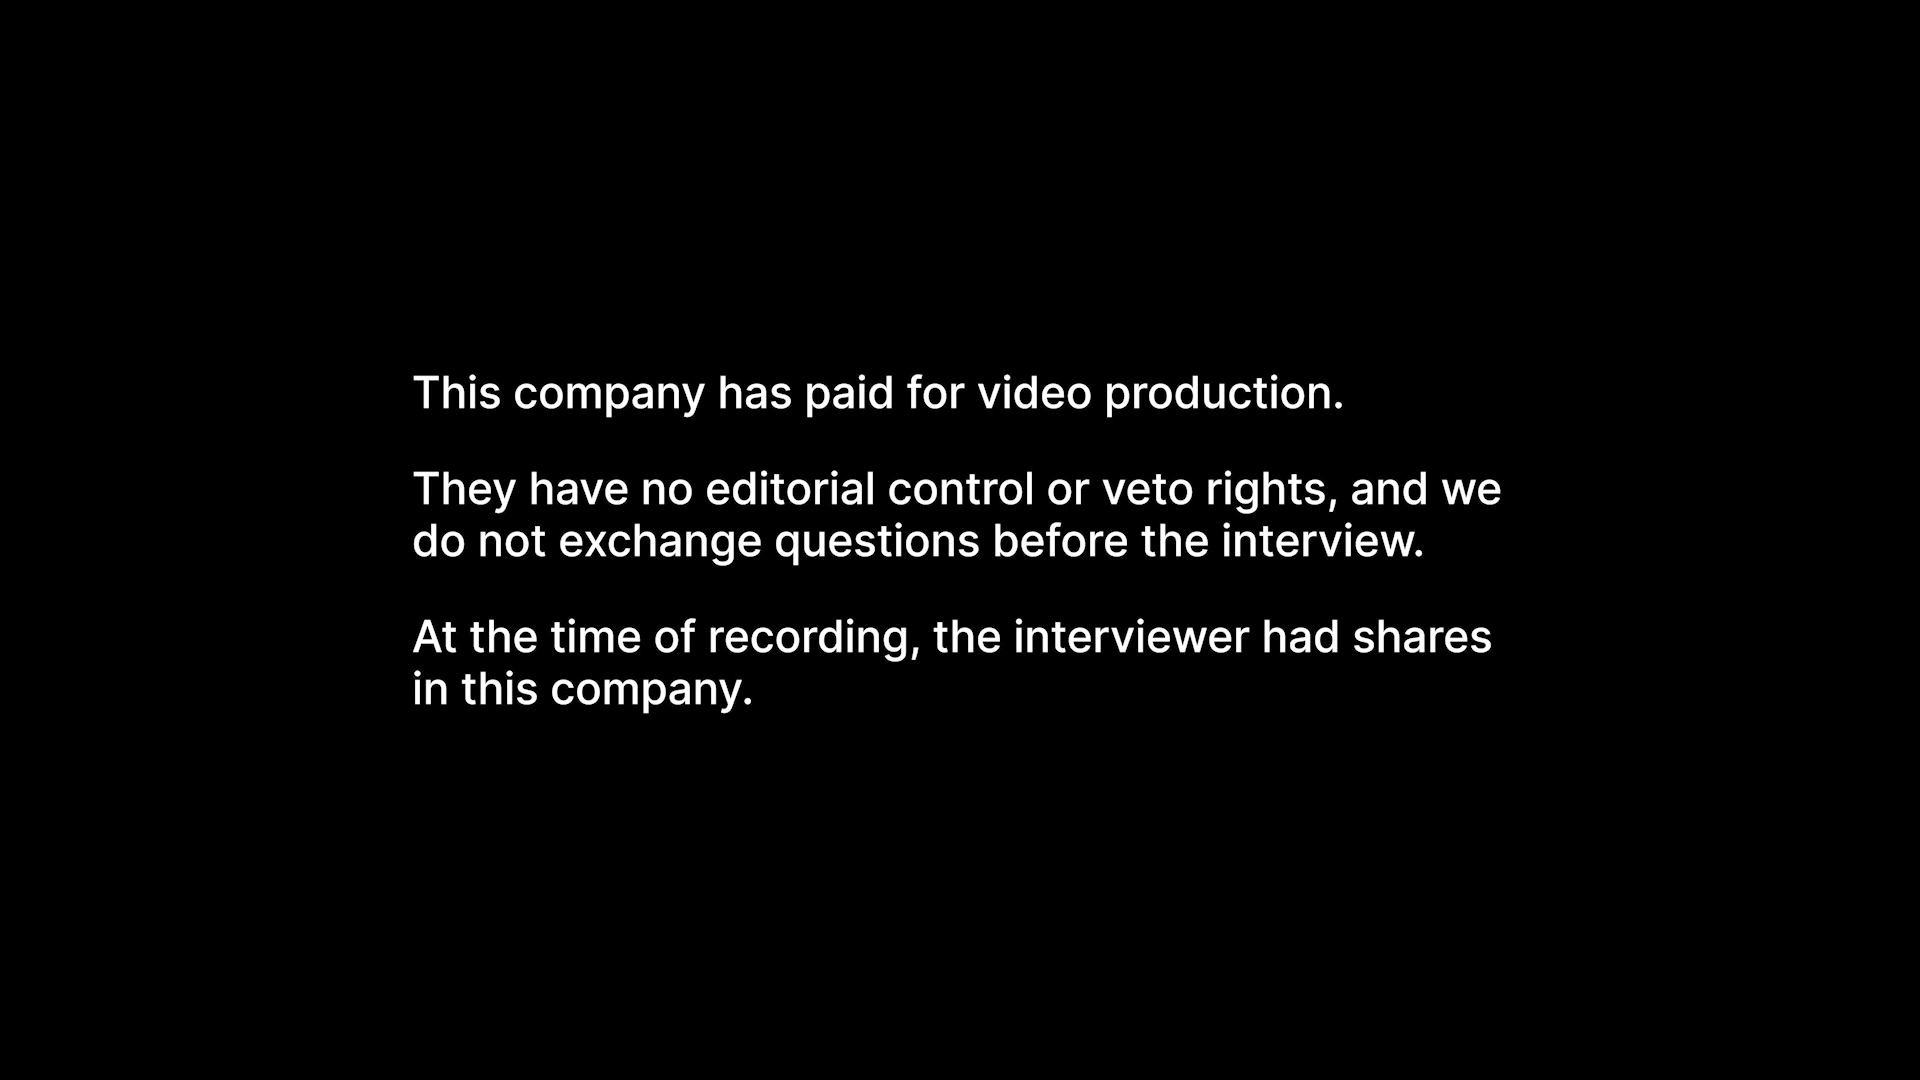 This company has paid for video production.
They have no editorial control or veto rights, and we
do not exchange questions before the interview.
At the time of recording, the interviewer had shares
in this company.